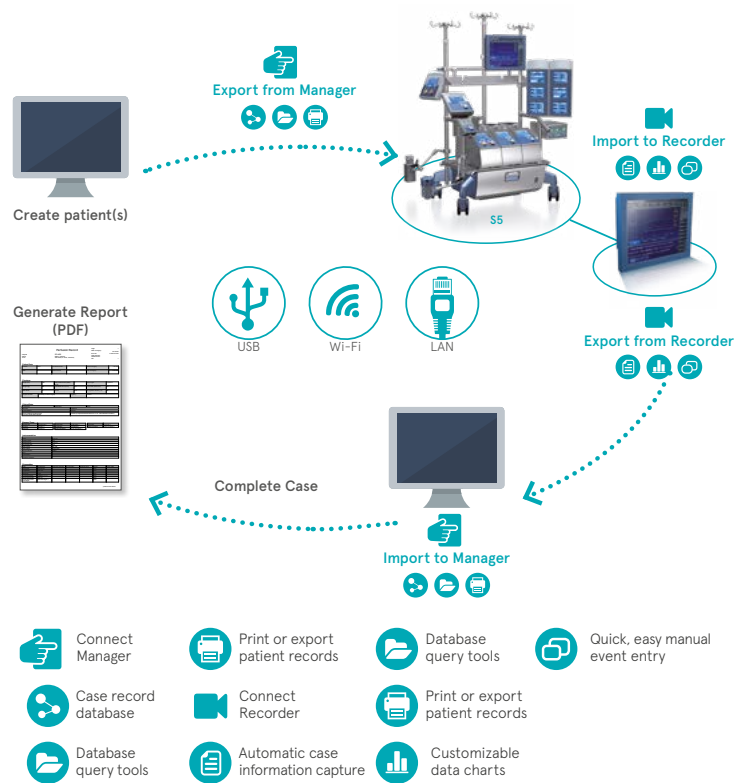 Export from Manager
Import to Recorder
Create patient(s)
S5
Generate Report
(PDF)
USB
Wi-Fi
LAN
Export from Recorder
Complete Case
Import to Manager
Connect
Manager
Print or export
patient records
Database
query tools
Quick, easy manual
event entry
Case record
database
Connect
Recorder
Print or export
patient records
Database
query tools
Automatic case
information capture
Customizable
data charts